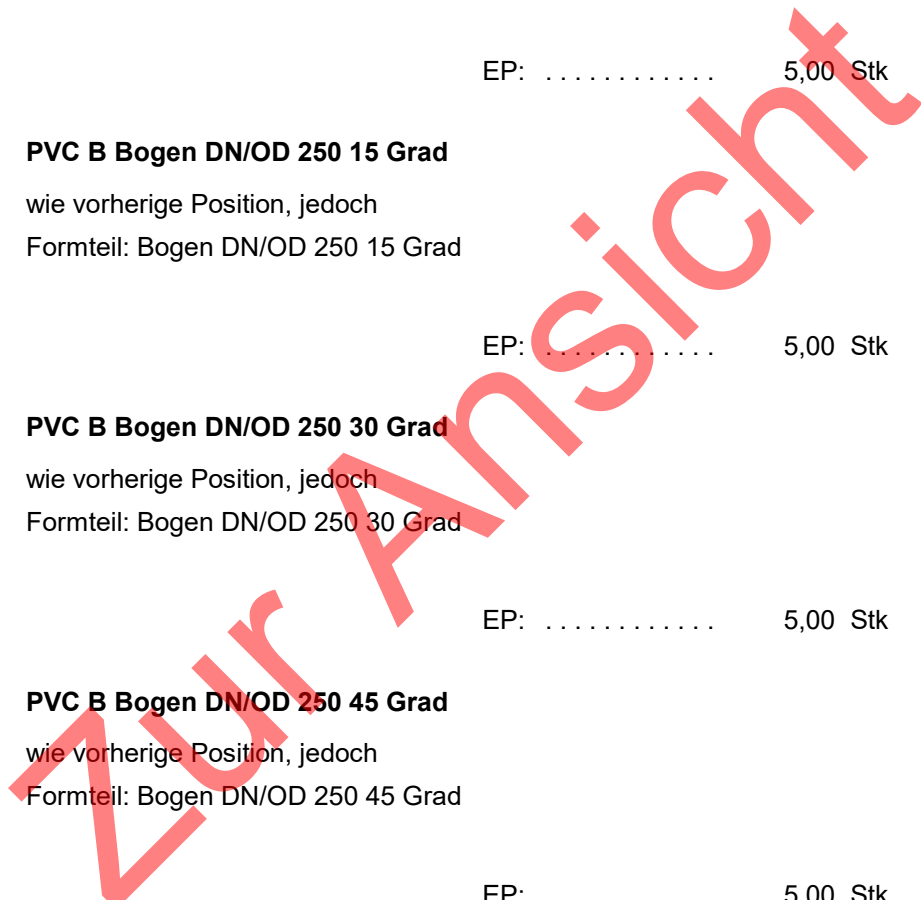 EP: . . . . . . . . . . . . 5,00 Stk
PVC B Bogen DN/OD 250 15 Grad
wie vorherige Position, jedoch
Formteil: Bogen DN/OD 250 15 Grad
EP: . . . . . . . . . . . . 5,00 Stk
PVC B Bogen DN/OD 250 30 Grad
wie vorherige Position, jedoch
Formteil: Bogen DN/OD 250 30 Grad
EP: . . . . . . . . . . . . 5,00 Stk
PVC B Bogen DN/OD 250 45 Grad
wie vorherige Position, jedoch
Formteil: Bogen DN/OD 250 45 Grad
EP: 5,00 Stk
Zur Ansicht